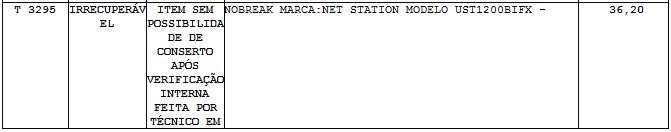 T 3295 IRRECUPERÁV ITEM SEM NOBREAK MARCA:NET STATION MODELO UST1200BIFX – 36,20
EL POSSIBILIDA
DE DE
CONSERTO
APÓS
VERIFICAÇÃO
INTERNA
FEITA POR
TÉCNICO EM